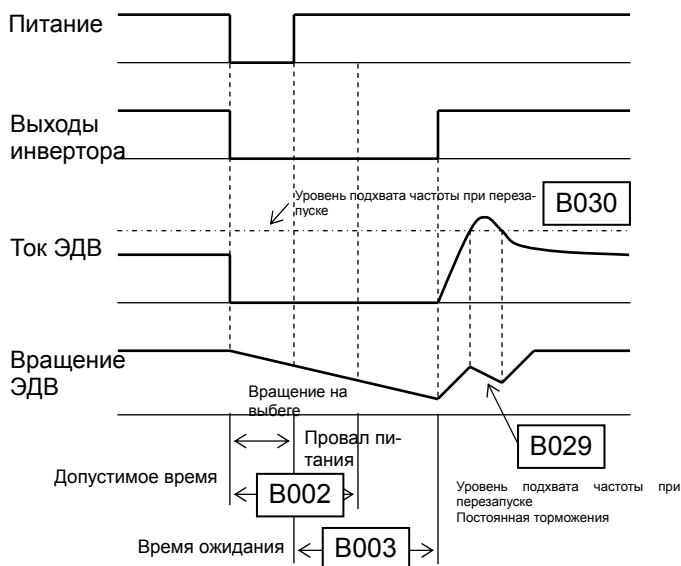 Питание
Выходы
инвертора
Уровень подхвата частоты при переза-
пуске
B030
Ток ЭДВ
Вращение
ЭДВ
Вращение на
выбеге
Провал пи-
тания
B029
Допустимое время
B002
Уровень подхвата частоты при
перезапуске
Постоянная торможения
Время ожидания
B003